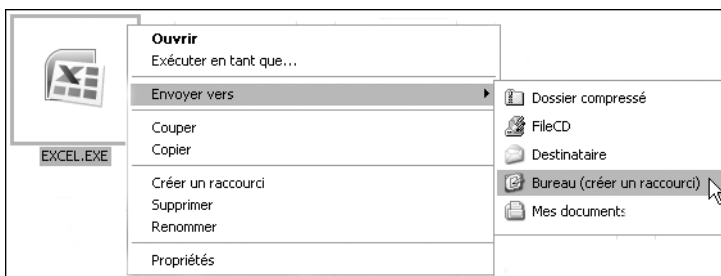 EXCEL.EXE
Ouvrir
Exécuter en tant que...
Envoyer vers
Couper
Copier
Créer un raccourci
Supprimer
Renommer
Propriétés
Dossier compressé
FileCD
Destinataire
Bureau (créer un raccourci)
Mes documents